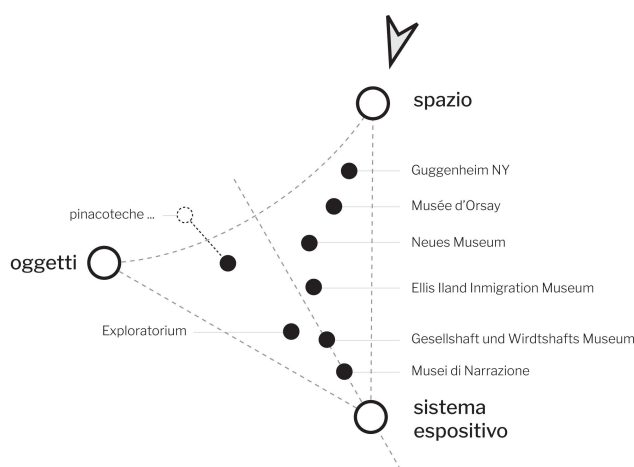 spazio
Guggenheim NY
Musée d'Orsay
pinacoteche ...
Neues Museum
oggetti
Ellis Iland Inmigration Museum
Exploratorium
Gesellshaft und Wirdtshafts Museum
Musei di Narrazione
sistema
espositivo